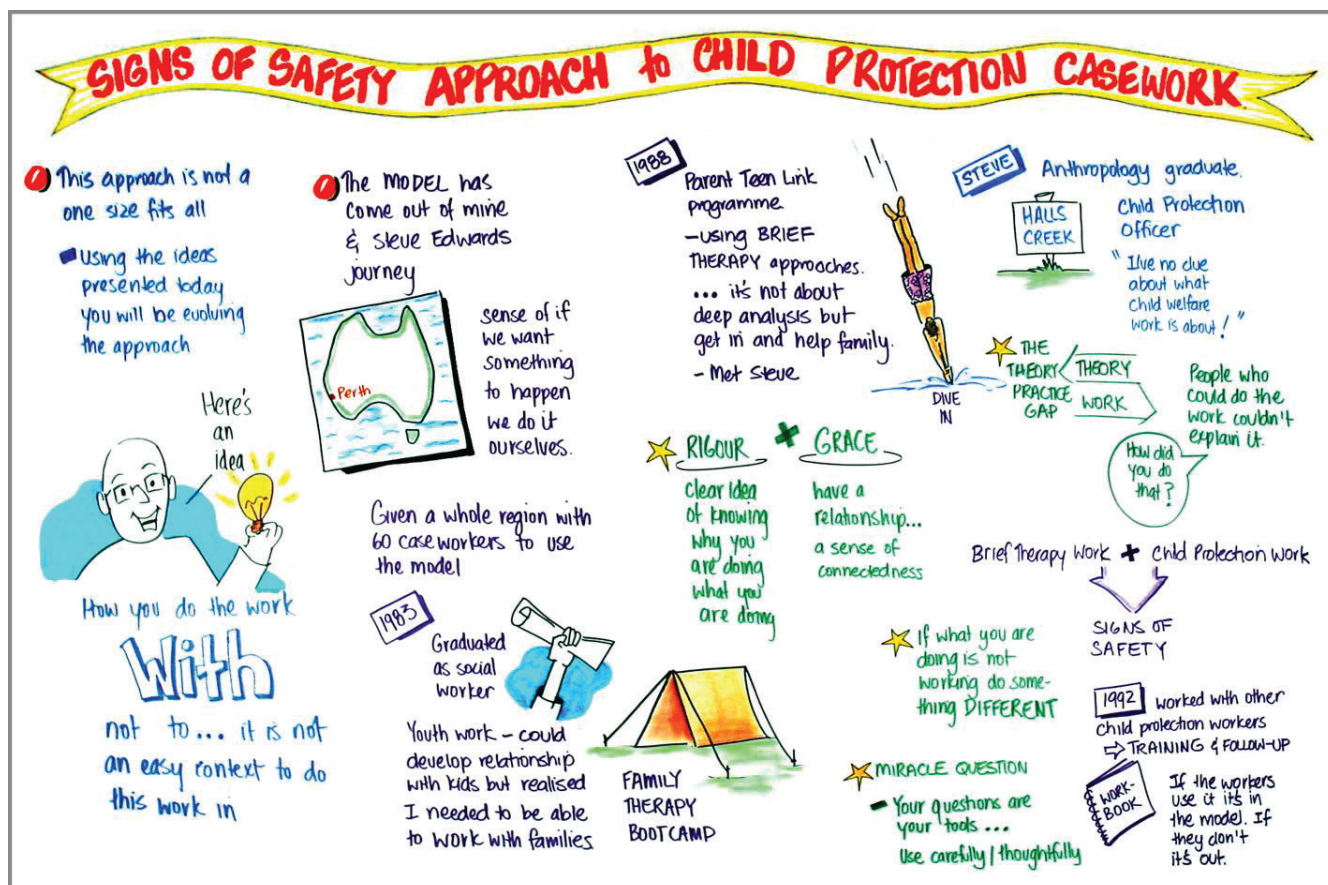 SIGNS OF SAFETY APPROACH to CHILD PROTECTION CASEWORK
This approach is not a
one size fits all
Using the ideas
presented today
you will be evolving
the approach
Here's
an
idea
How you do the work
With
not to... it is not
an easy context to do
this work in
The MODEL has
come out of mine
& Steve Edwards
journey
Perth
sense of if
we want
something
to happen
we do it
ourselves.
Given a whole region with
60 case workers to use
the model
1983
Graduated
as social
worker
Youth work - could
develop relationship
with kids but realised
I needed to be able
to work with families
FAMILY
THERAPY
BOOTCAMP
1988
Parent Teen Link
programme
-using BRIEF
THERAPY approaches.
... it's not about
deep analysis but
get in and help family.
- Met Steve
DIVE
IN
RIGOUR + GRACE
clear idea
of knowing
why you
are doing
what you
are doing
have a
relationship...
a sense of
connectedness
STEVE
Anthropology graduate.
HALLS
CREEK
Child Protection
Officer
"I've no clue
about what
child welfare
work is about!"
THE
THEORY
PRACTICE
GAP
THEORY
WORK
People who
could do the
work couldn't
explain it.
How did
you do
that?
Brief Therapy Work + Child Protection Work
SIGNS OF
SAFETY
If what you are
doing is not
working do some-
thing DIFFERENT
MIRACLE QUESTION
- Your questions are
your tools ...
Use carefully/thoughtfully
1992 worked with other
child protection workers
⇨ TRAINING & FOLLOW-UP
WORK-
BOOK
If the workers
use it its in
the model. If
they don't
it's out.